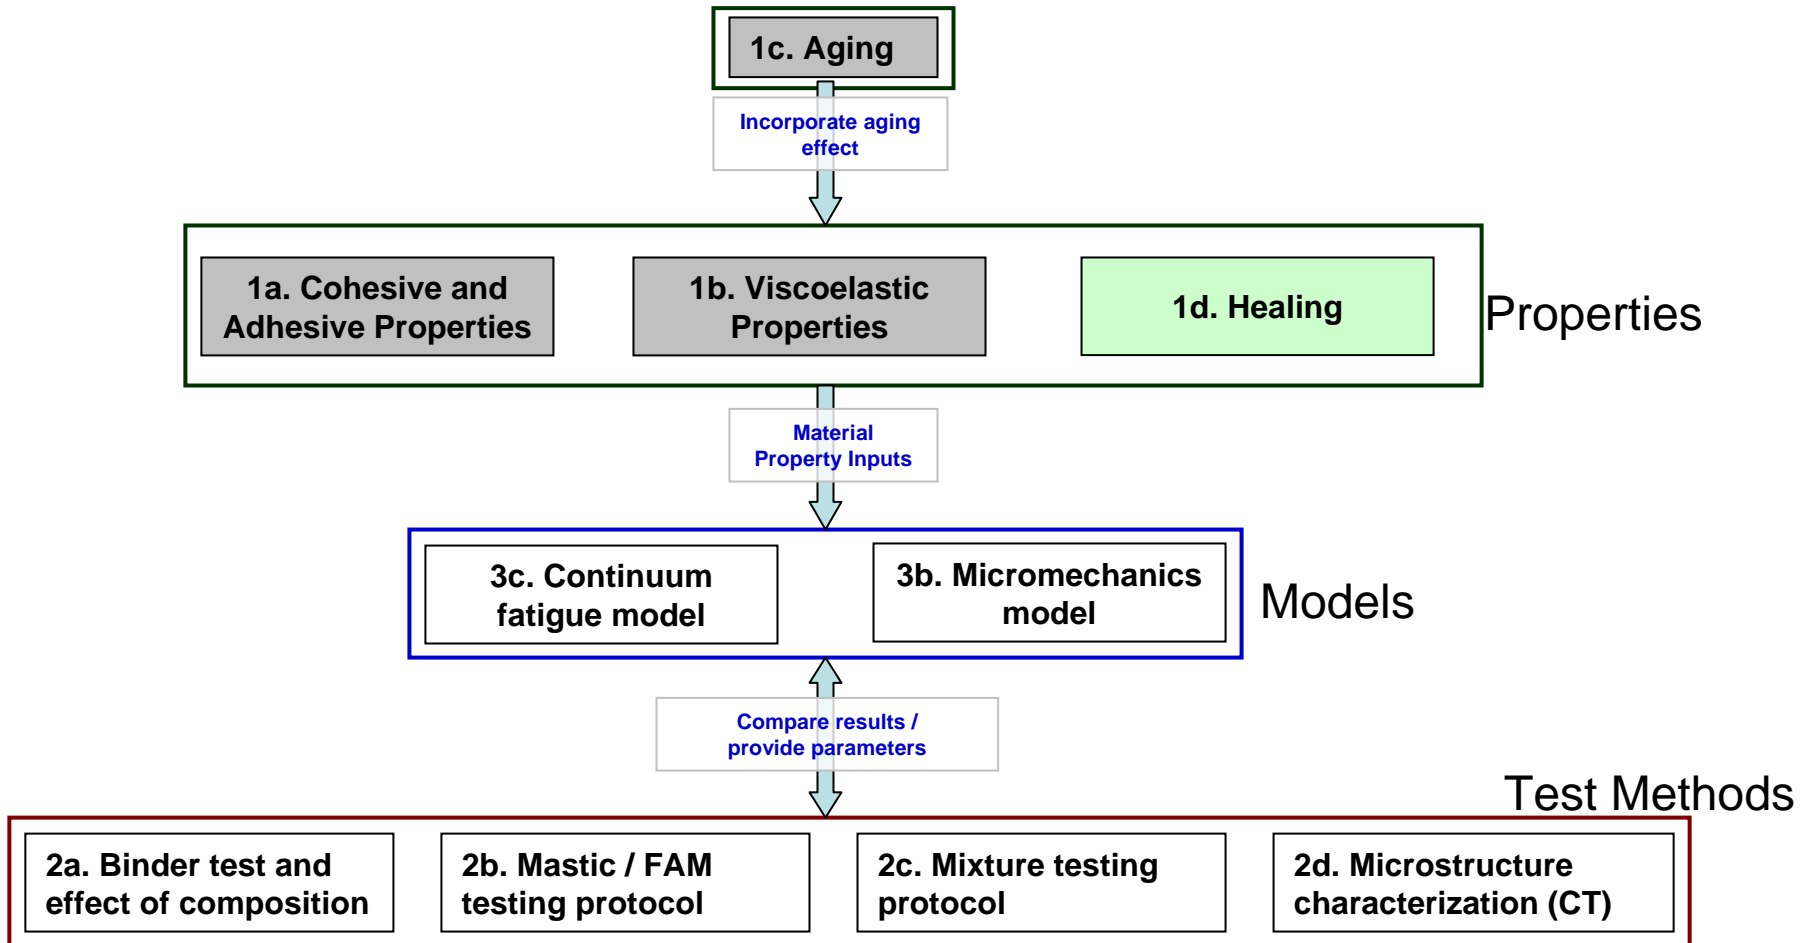 1c. Aging
Incorporate aging
effect
1a. Cohesive and
Adhesive Properties
1b. Viscoelastic
Properties
1d. Healing
Properties
Material
Property Inputs
3c. Continuum
fatigue model
3b. Micromechanics
model
Models
Compare results /
provide parameters
Test Methods
2a. Binder test and
effect of composition
2b. Mastic / FAM
testing protocol
2c. Mixture testing
protocol
2d. Microstructure
characterization (CT)